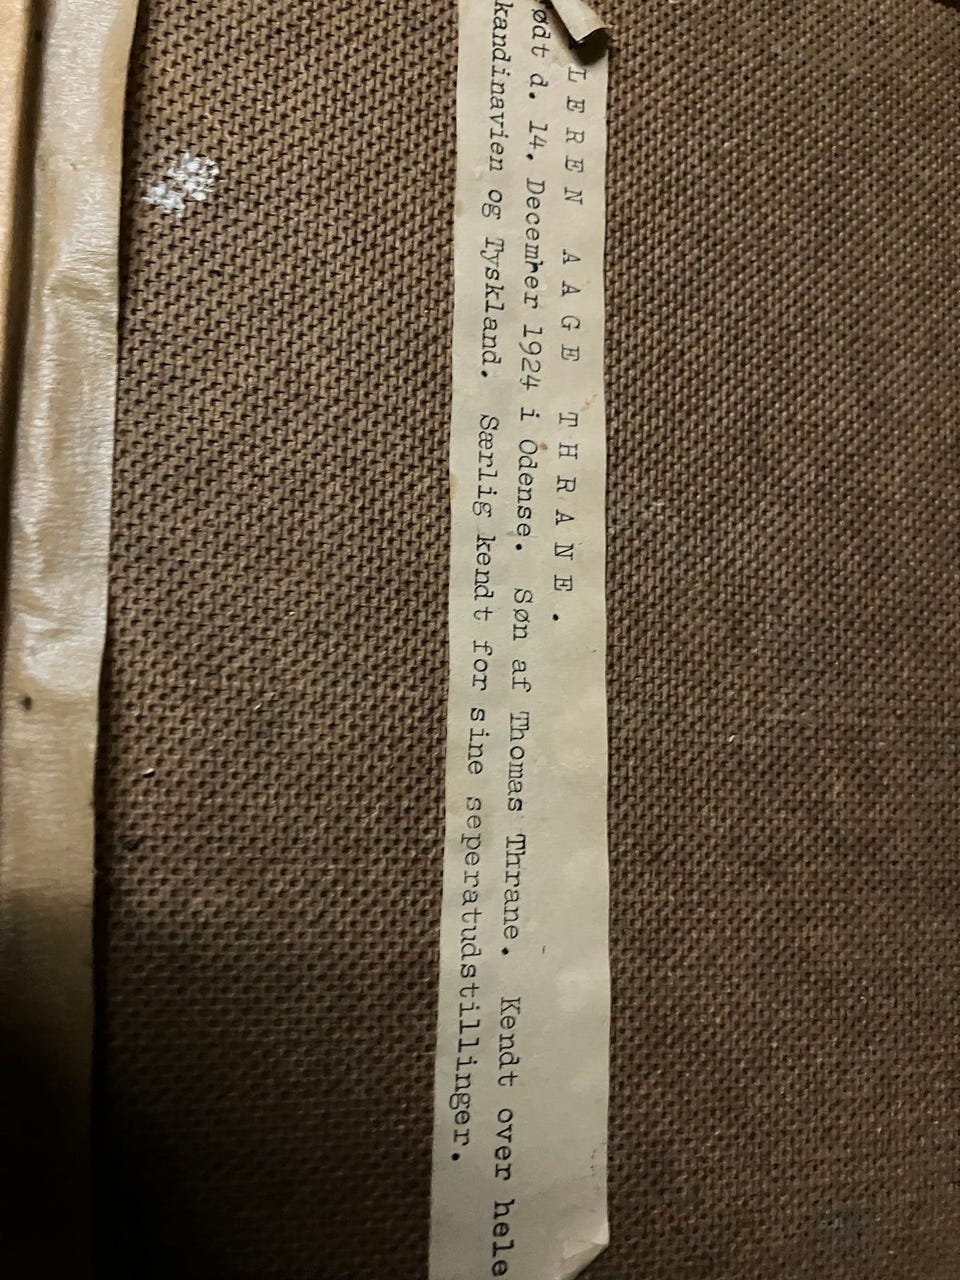 LEREN AAGE THRANE.
ødt d. 14. December 1924 i Odense. Søn af Thomas Thrane. Kendt over hele
kandinavien og Tyskland. Særlig kendt for sine seperatudstillinger.